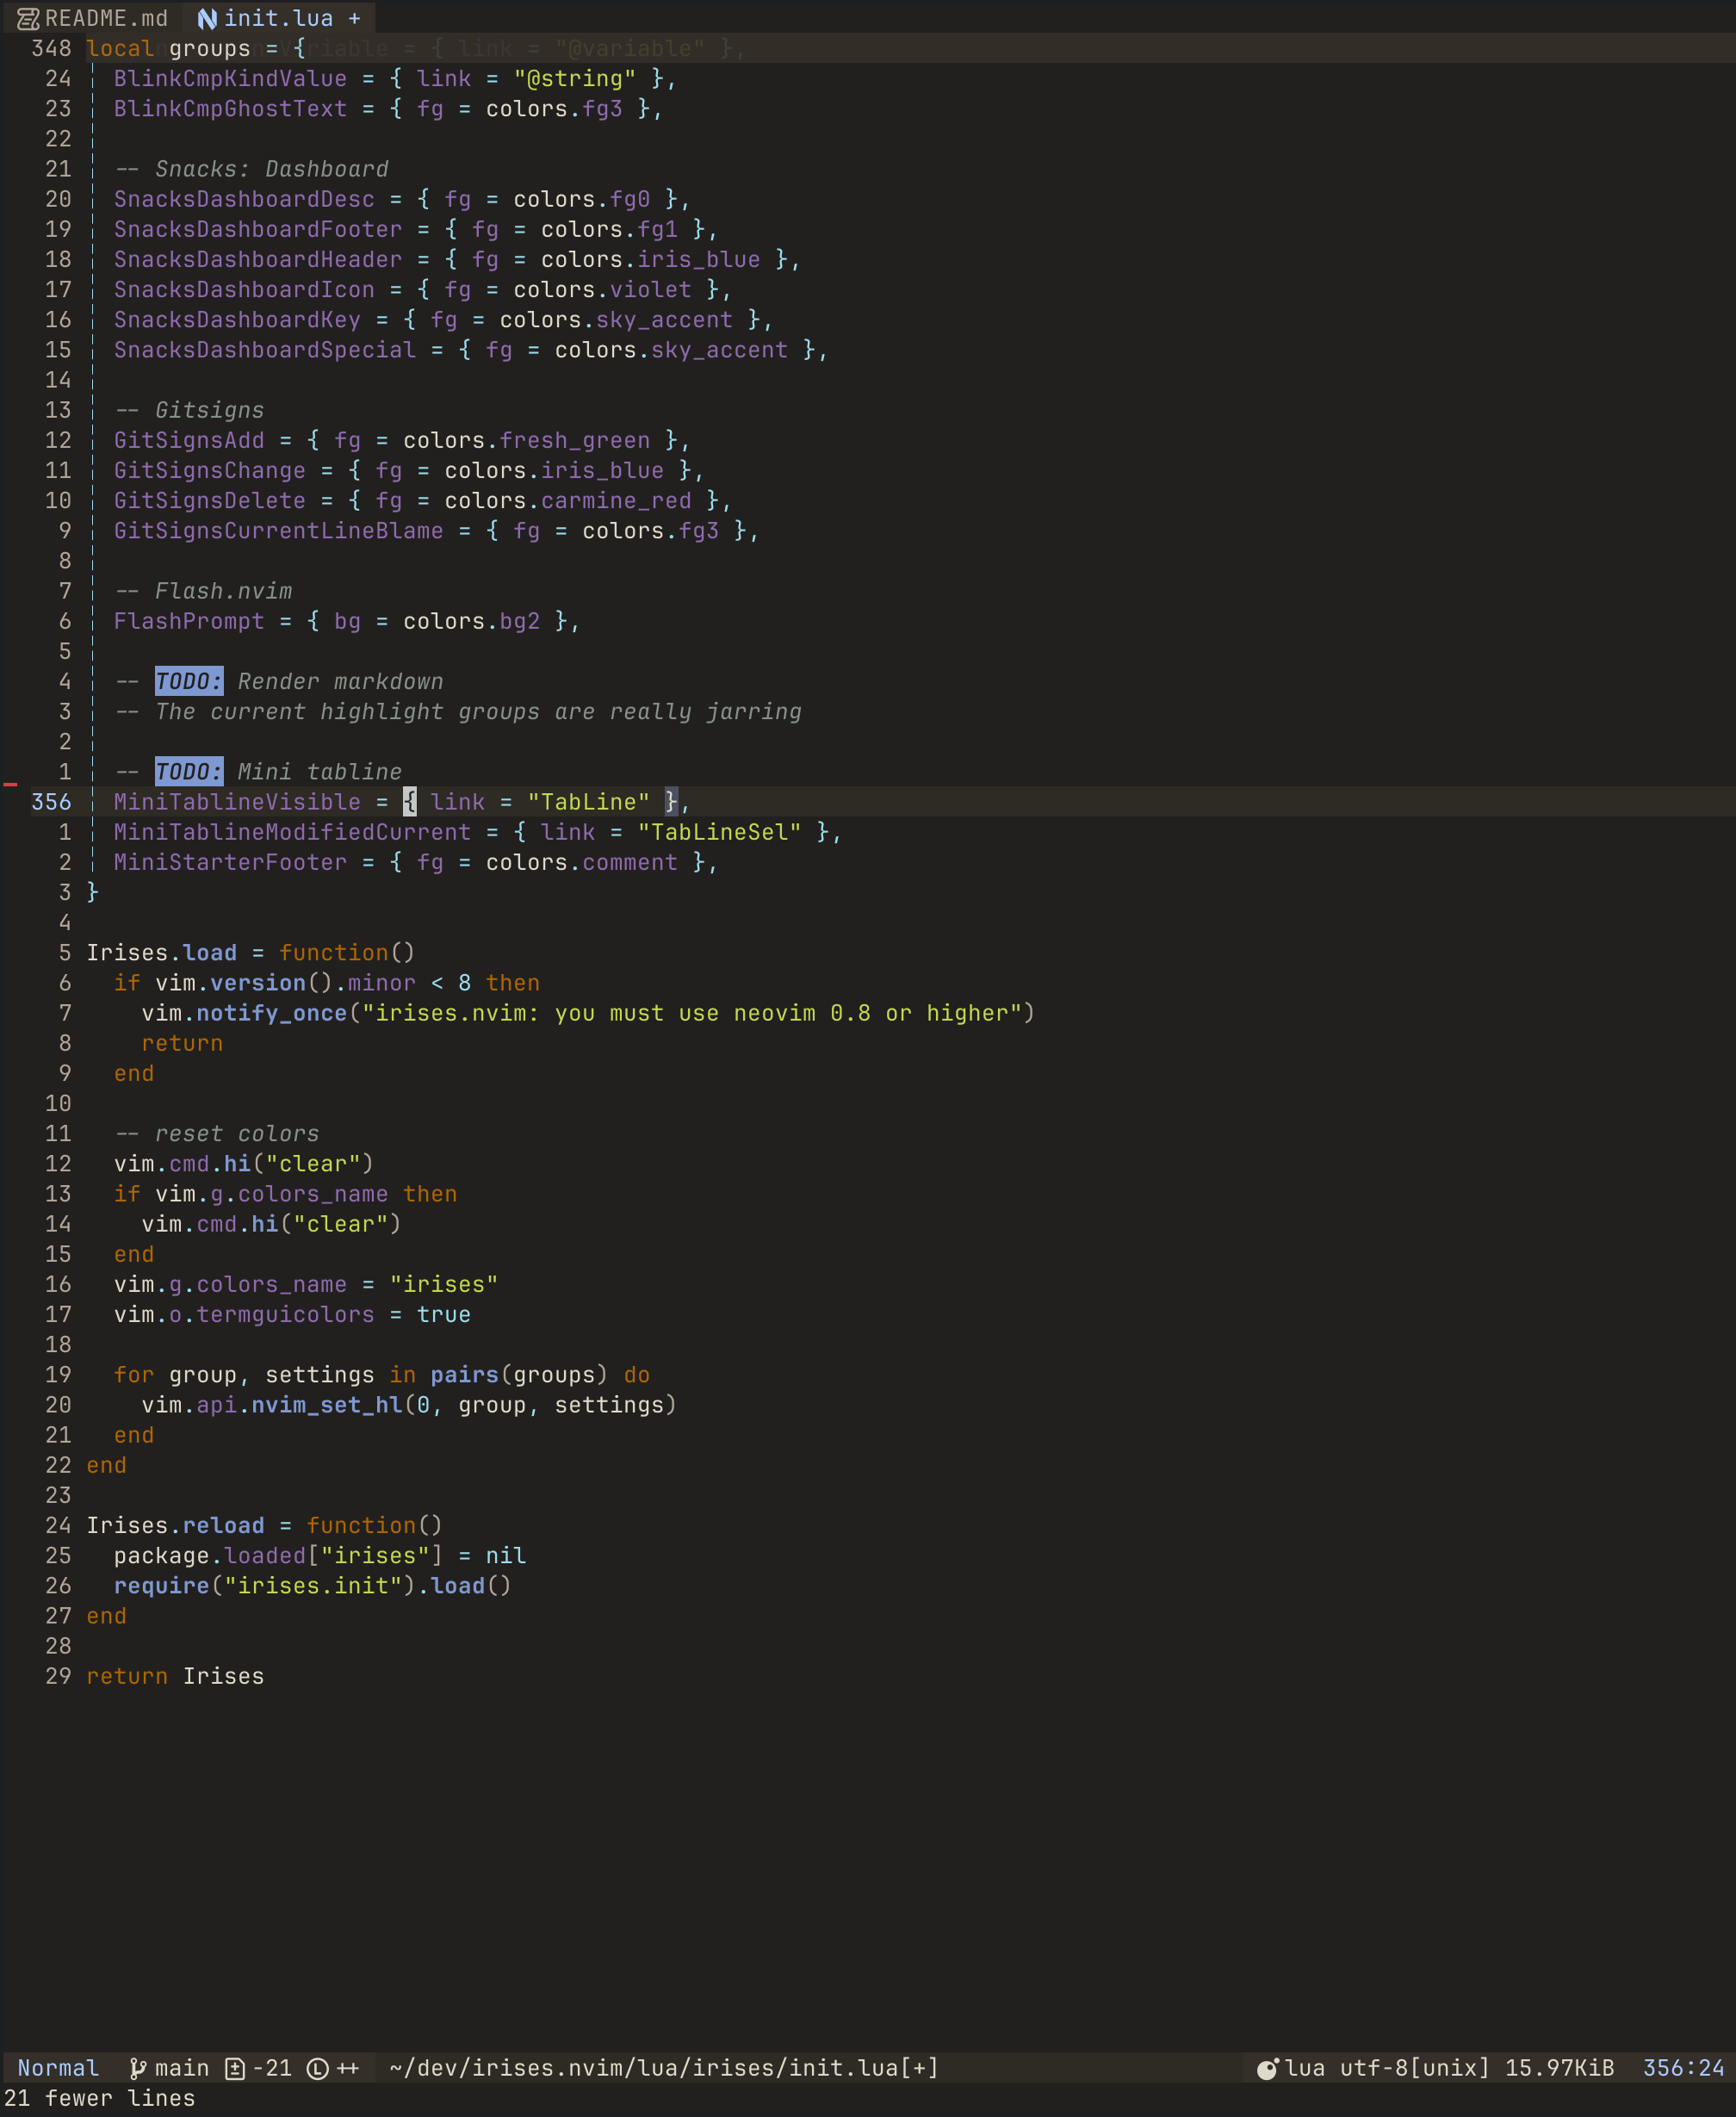 README.md init.lua +
348 local groups = {
24 BlinkCmpKindValue = { link = "@string" },
23 BlinkCmpGhostText = { fg = colors.fg3 },
22
21 -- Snacks: Dashboard
20 SnacksDashboardDesc = { fg = colors.fg0 },
19 SnacksDashboardFooter = { fg = colors.fg1 },
18 SnacksDashboardHeader = { fg = colors.iris_blue },
17 SnacksDashboardIcon = { fg = colors.violet },
16 SnacksDashboardKey = { fg = colors.sky_accent },
15 SnacksDashboardSpecial = { fg = colors.sky_accent },
14
13 -- Gitsigns
12 GitSignsAdd = { fg = colors.fresh_green },
11 GitSignsChange = { fg = colors.iris_blue },
10 GitSignsDelete = { fg = colors.carmine_red },
9 GitSignsCurrentLineBlame = { fg = colors.fg3 },
8
7 -- Flash.nvim
6 FlashPrompt = { bg = colors.bg2 },
5
4 -- TODO: Render markdown
3 -- The current highlight groups are really jarring
2
1 -- TODO: Mini tabline
356 MiniTablineVisible = { link = "TabLine" },
1 MiniTablineModifiedCurrent = { link = "TabLineSel" },
2 MiniStarterFooter = { fg = colors.comment },
3 }
4
5 Irises.load = function()
6 if vim.version().minor < 8 then
7 vim.notify_once("irises.nvim: you must use neovim 0.8 or higher")
8 return
9 end
10
11 -- reset colors
12 vim.cmd.hi("clear")
13 if vim.g.colors_name then
14 vim.cmd.hi("clear")
15 end
16 vim.g.colors_name = "irises"
17 vim.o.termguicolors = true
18
19 for group, settings in pairs(groups) do
20 vim.api.nvim_set_hl(0, group, settings)
21 end
22 end
23
24 Irises.reload = function()
25 package.loaded["irises"] = nil
26 require("irises.init").load()
27 end
28
29 return Irises
Normal main -21 ++ ~/dev/irises.nvim/lua/irises/init.lua[+] lua utf-8[unix] 15.97KiB 356:24
21 fewer lines